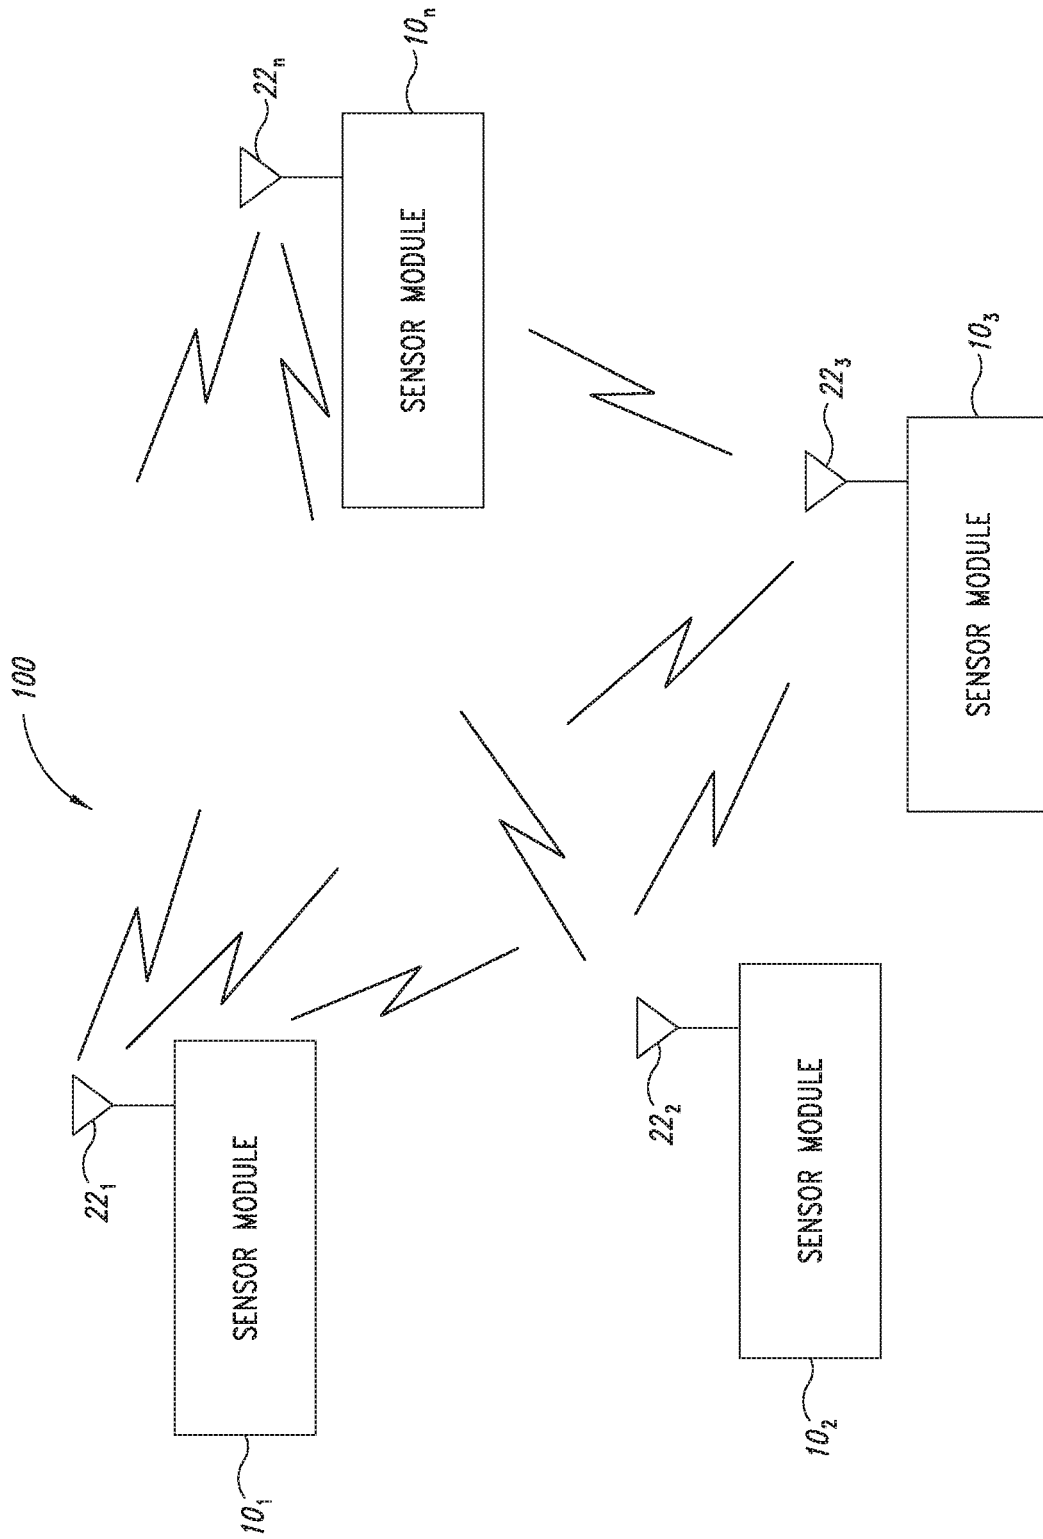 100
22₁
SENSOR MODULE
10₁
22ₙ
10ₙ
SENSOR MODULE
22₂
SENSOR MODULE
10₂
22₃
10₃
SENSOR MODULE